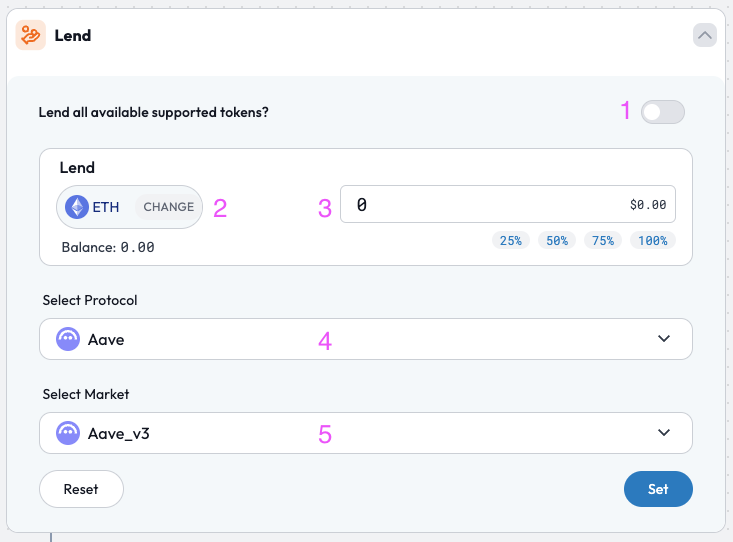 Lend
Lend all available supported tokens? 1
Lend
ETH CHANGE 2 3 0 $0.00
Balance: 0.00 25% 50% 75% 100%
Select Protocol
Aave 4
Select Market
Aave_v3 5
Reset Set